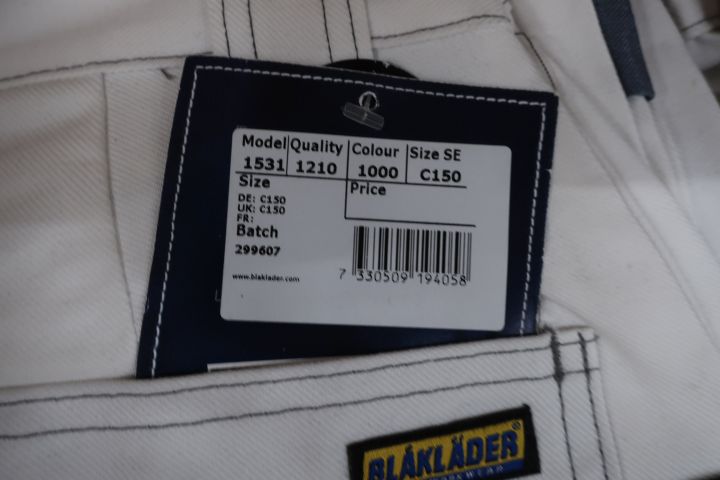 Model Quality Colour Size SE
1531 1210 1000 C150
Size Price
DE: C150
UK: C150
FR:
Batch
299607
www.blaklader.com
7 330509 194058
BLÅKLÄDER®